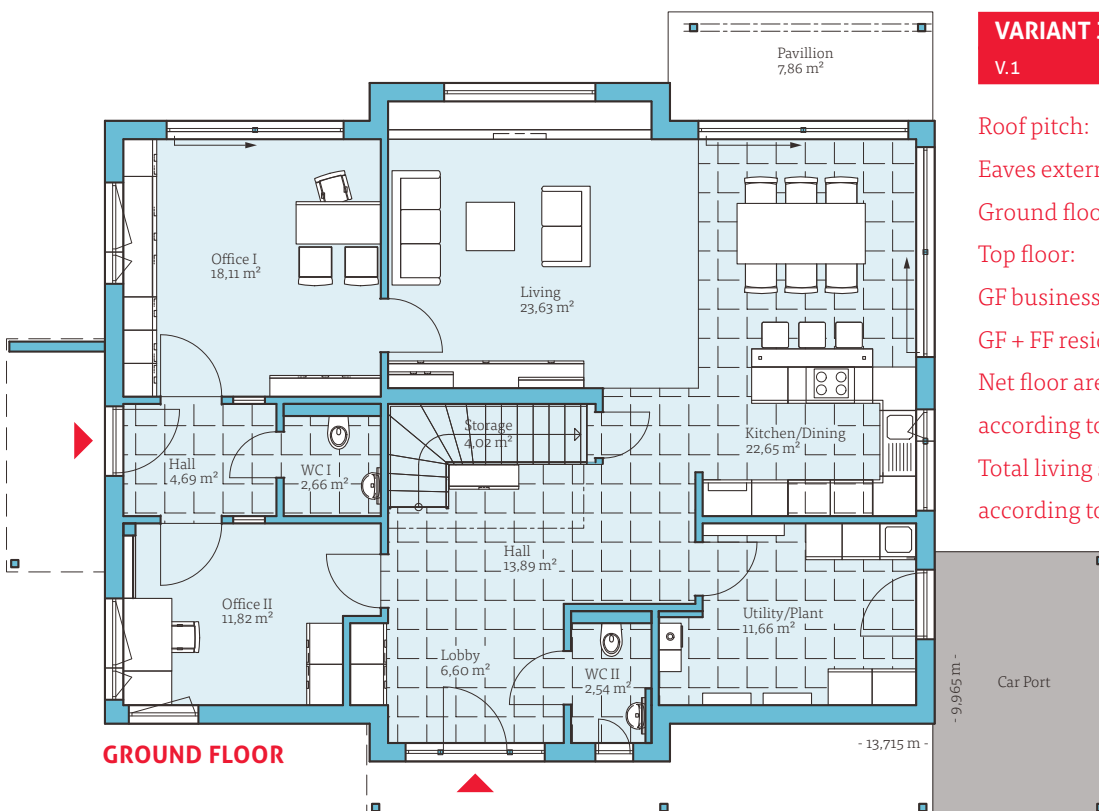 Pavillion
7,86 m²
VARIANT
V.1
Roof pitch:
Eaves
Ground
Top floor:
GF business
GF + FF
Net floor
according to
Total living
according to
Office I
18,11 m²
Living
23,63 m²
Storage
4,02 m²
Kitchen/Dining
22,65 m²
Hall
4,69 m²
WC I
2,66 m²
Hall
13,89 m²
Office II
11,82 m²
Utility/Plant
11,66 m²
Lobby
6,60 m²
WC II
2,54 m²
Car Port
- 9,965 m -
- 13,715 m -
GROUND FLOOR